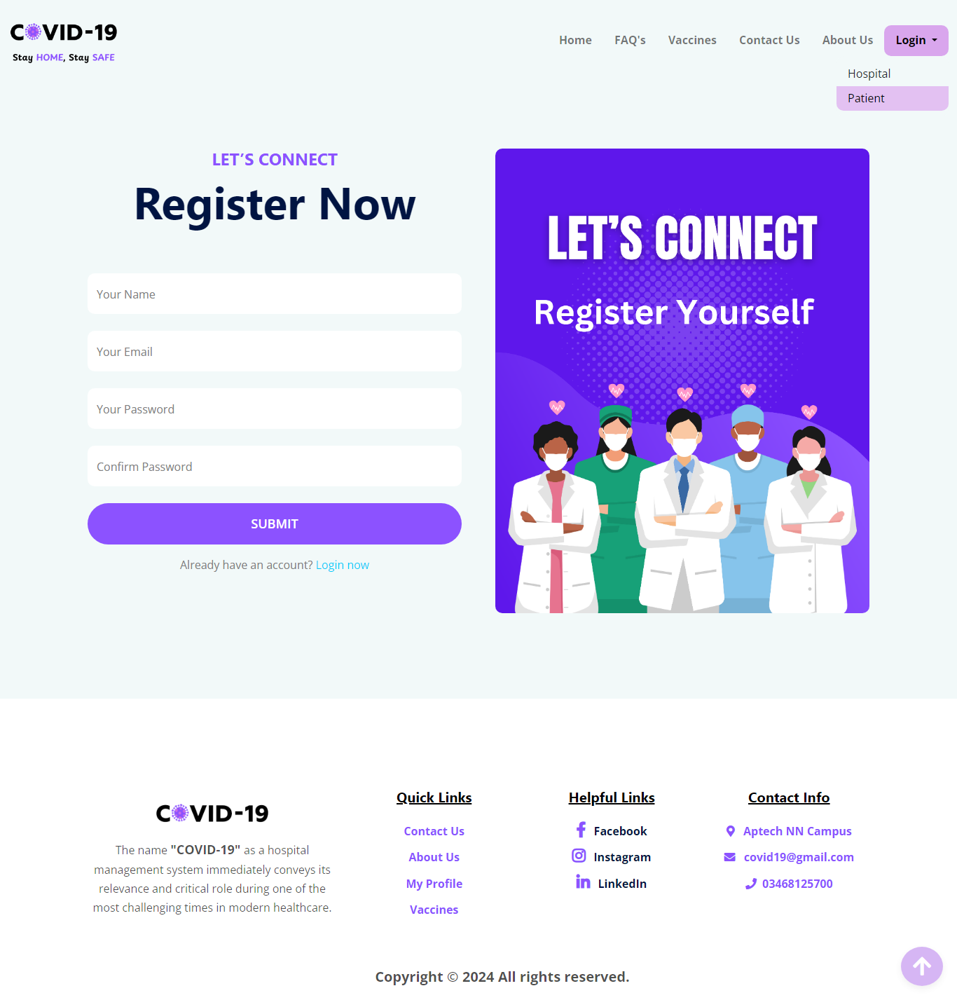 COVID-19
Stay HOME, Stay SAFE
Home FAQ's Vaccines Contact Us About Us Login
Hospital
Patient
LET'S CONNECT
Register Now
Your Name
Your Email
Your Password
Confirm Password
SUBMIT
Already have an account? Login now
LET'S CONNECT
Register Yourself
COVID-19
The name "COVID-19" as a hospital
management system immediately conveys its
relevance and critical role during one of the
most challenging times in modern healthcare.
Quick Links
Contact Us
About Us
My Profile
Vaccines
Helpful Links
Facebook
Instagram
LinkedIn
Contact Info
Aptech NN Campus
covid19@gmail.com
03468125700
Copyright © 2024 All rights reserved.